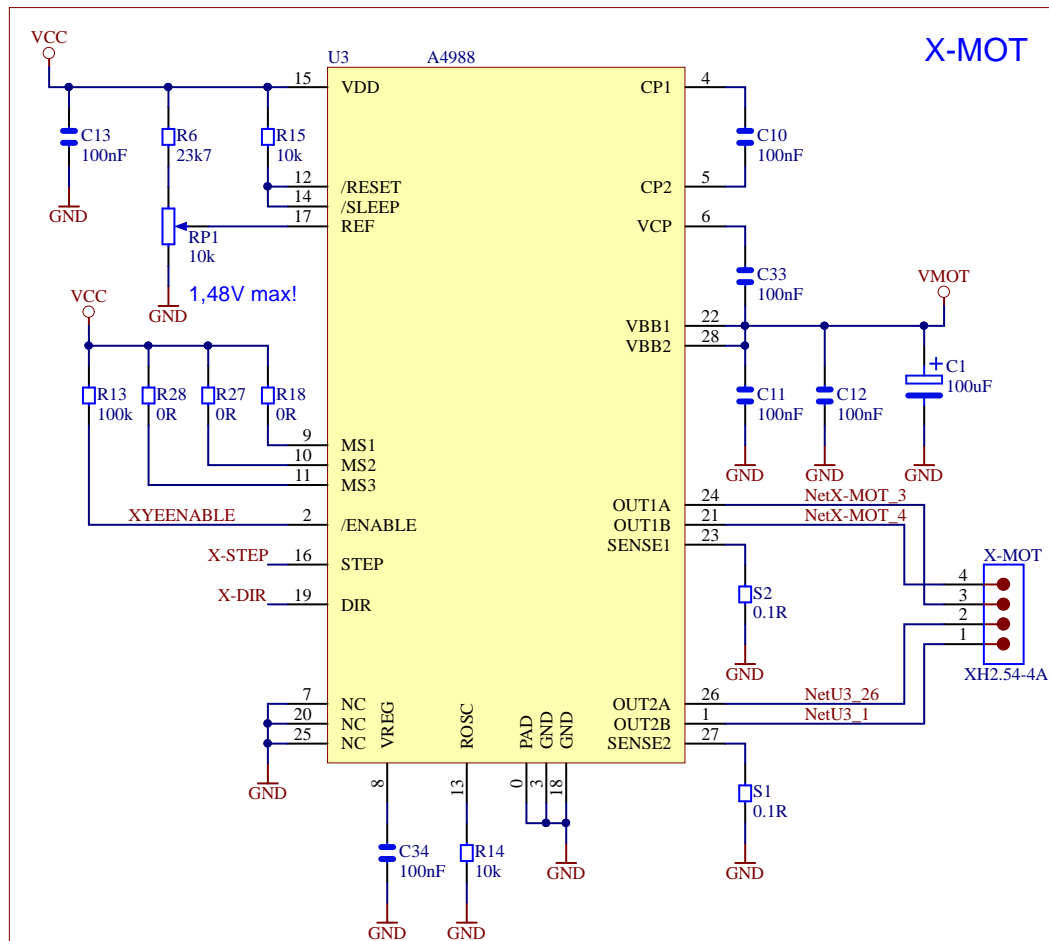 X-MOT
VCC
U3
A4988
15
VDD
CP1
4
C13
100nF
R6
23k7
R15
10k
C10
100nF
12
/RESET
14
/SLEEP
17
REF
CP2
5
GND
RP1
10k
VCP
6
1,48V max!
GND
C33
100nF
VMOT
VCC
VBB1
22
VBB2
28
C1
100uF
R13
100k
R28
0R
R27
0R
R18
0R
C11
100nF
C12
100nF
9
MS1
10
MS2
11
MS3
GND
GND
GND
XYEENABLE
2
/ENABLE
OUT1A
24
NetX-MOT_3
OUT1B
21
NetX-MOT_4
SENSE1
23
X-STEP
16
STEP
X-DIR
19
DIR
S2
0.1R
GND
X-MOT
4
3
2
1
XH2.54-4A
7
NC
20
NC
25
NC
GND
VREG
8
ROSC
13
PAD
0
GND
3
GND
18
OUT2A
26
NetU3_26
OUT2B
1
NetU3_1
SENSE2
27
S1
0.1R
GND
C34
100nF
R14
10k
GND
GND
GND